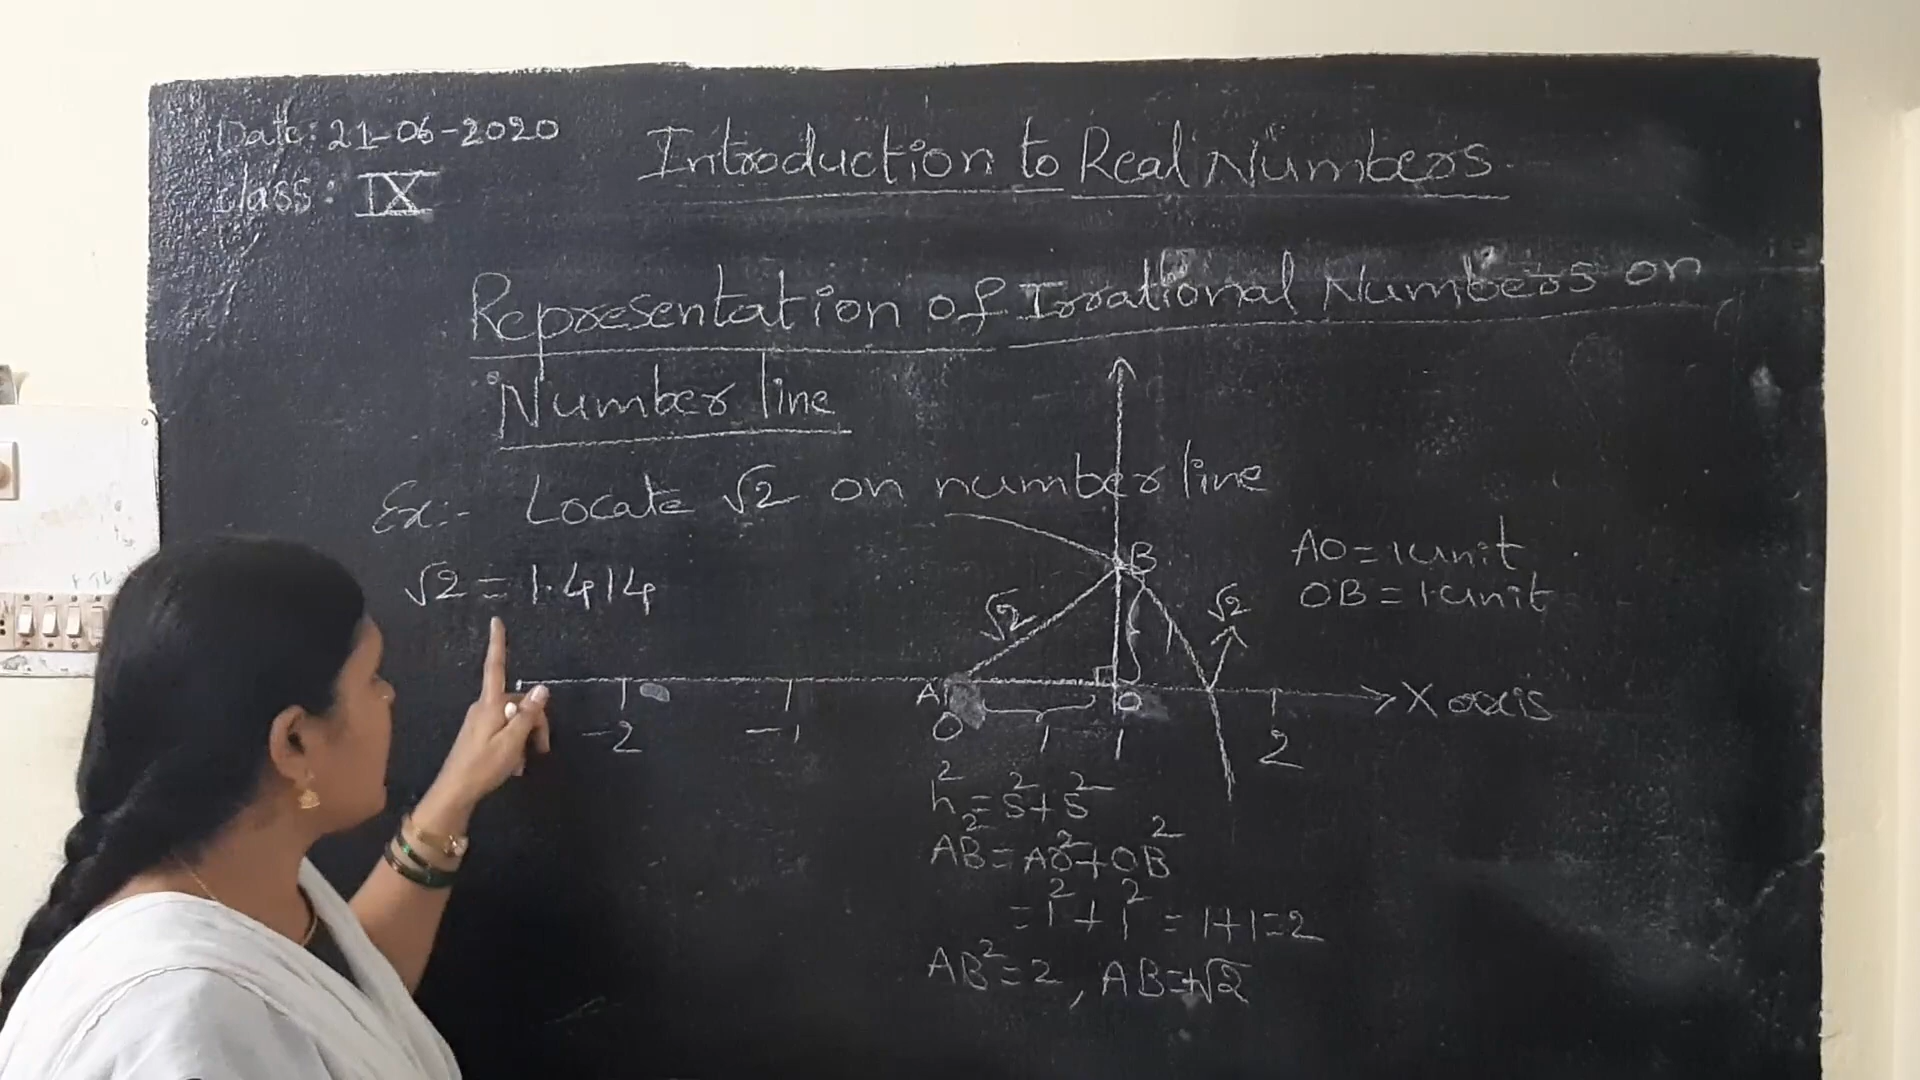 Date: 21-06-2020
class: IX
Introduction to Real Numbers
Representation of Irrational Numbers on
Number line
Ex:- Locate √2 on number line
√2 = 1.414
B
√2
1
√2
AO = 1 unit
OB = 1 unit
A
O
X axis
-2
-1
0
1
1
2
h² = s² + s²
AB² = AO² + OB²
= 1² + 1² = 1+1=2
AB² = 2, AB=+√2